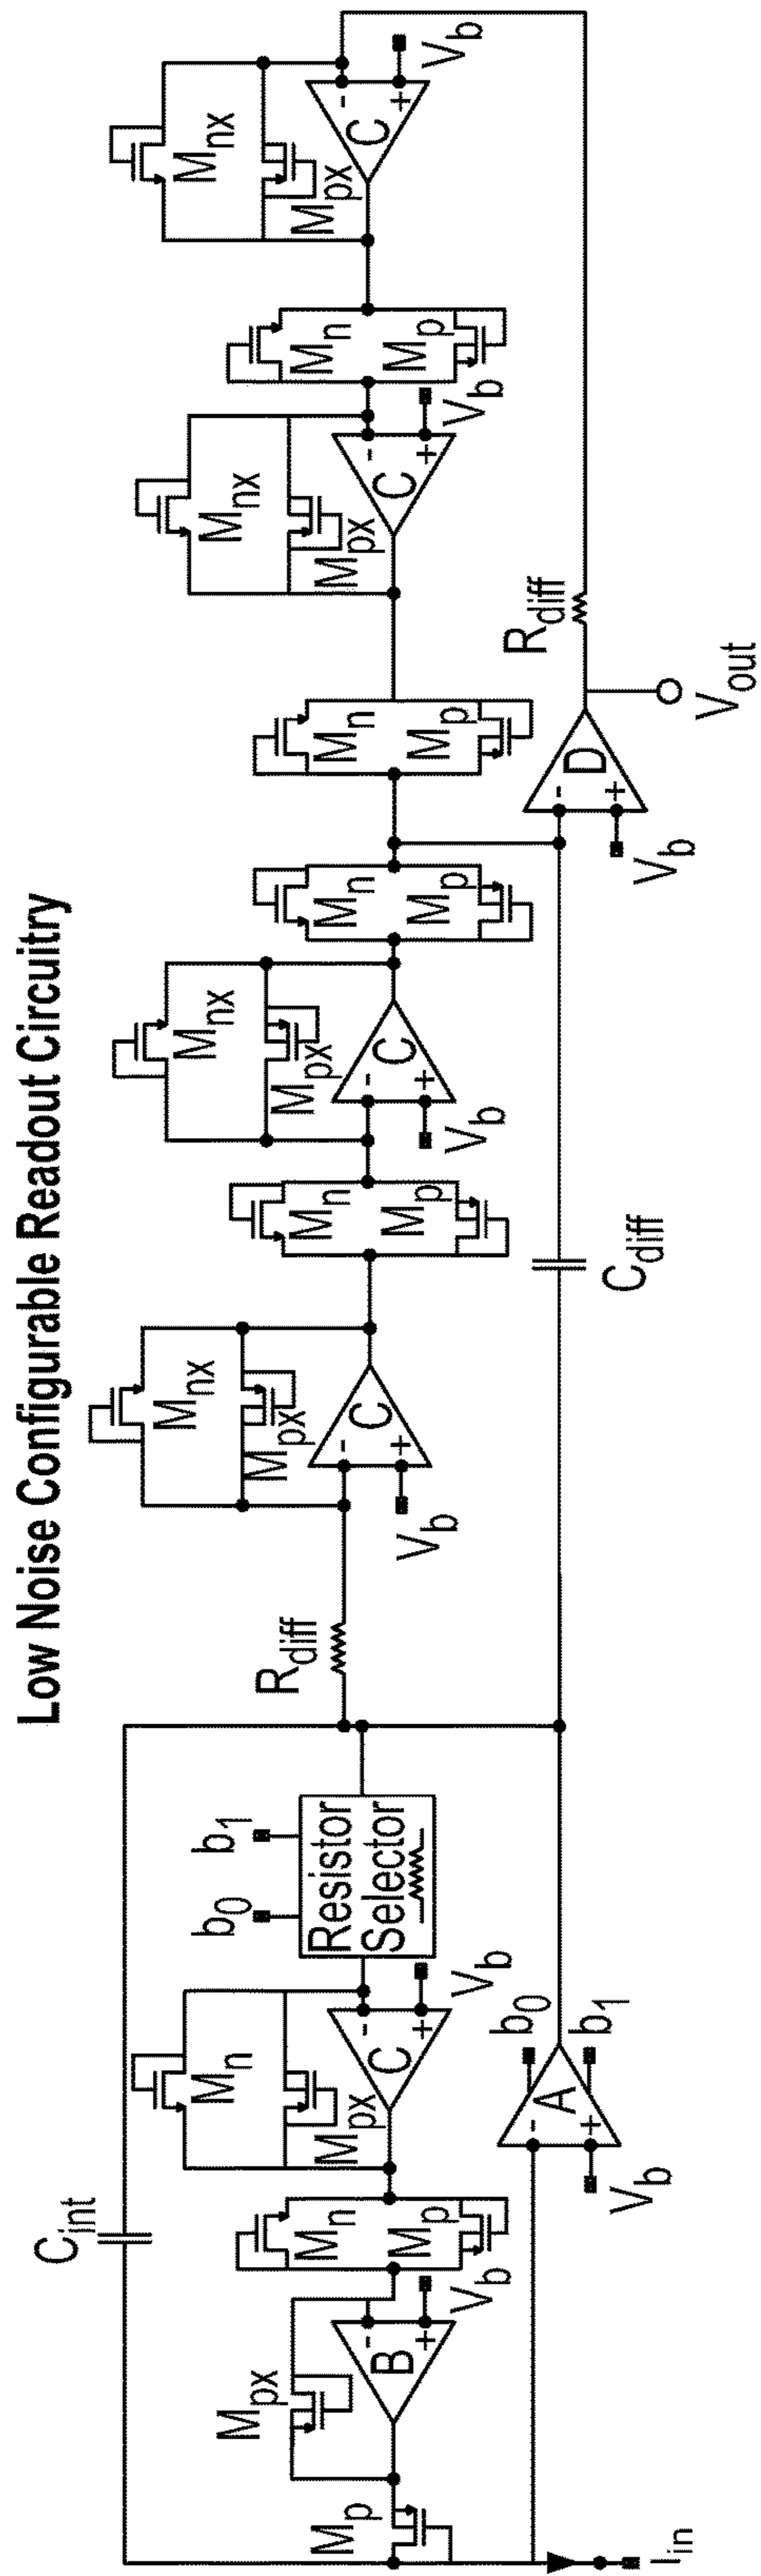 Low Noise Configurable Readout Circuitry
C_int
M_px
M_p
B
- +
V_b
M_n
M_p
M_n
M_px
C
- +
V_b
b_0
b_1
Resistor
Selector
A
- +
V_b
b_0
b_1
I_in
R_diff
M_nx
M_px
C
- +
V_b
M_n
M_p
M_nx
M_px
C
- +
V_b
M_n
M_p
M_n
M_p
M_nx
M_px
C
- +
V_b
M_n
M_p
M_nx
M_px
C
- +
V_b
C_diff
D
- +
V_b
R_diff
V_out